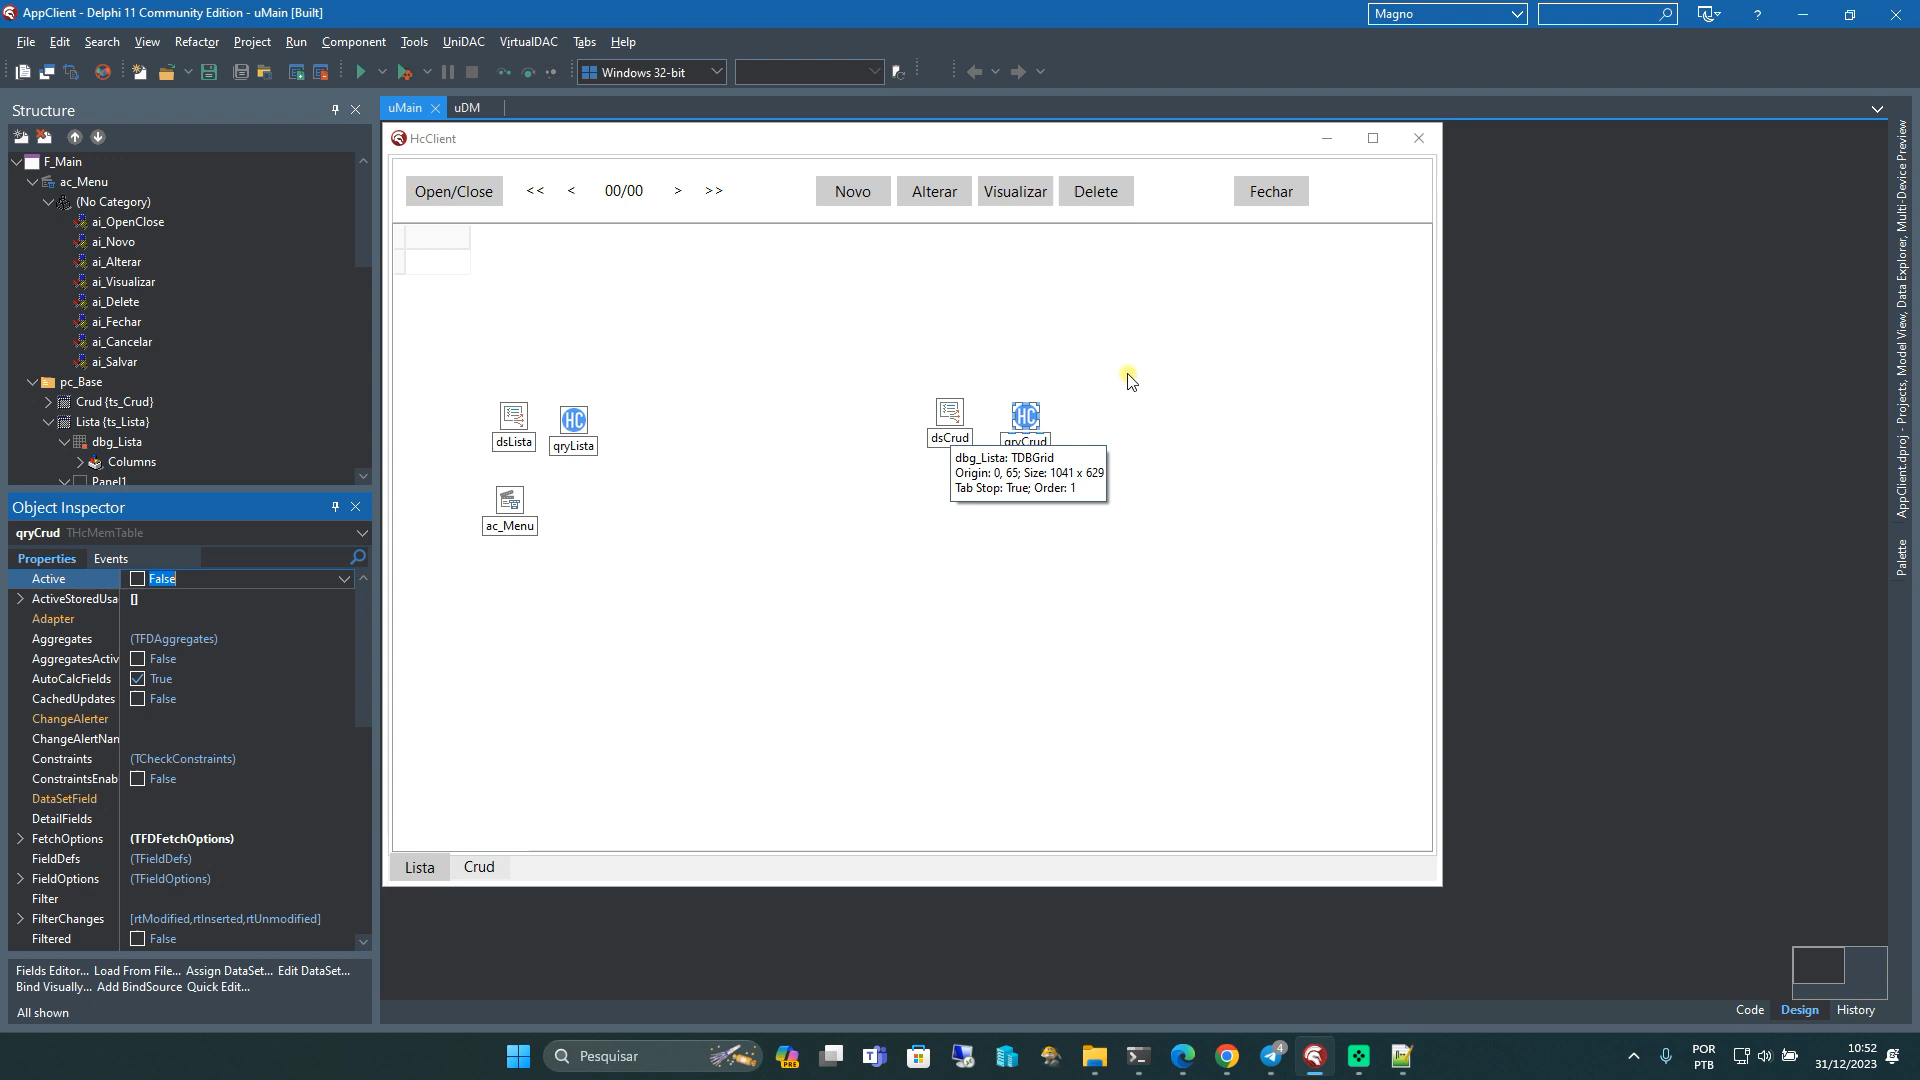 AppClient - Delphi 11 Community Edition - uMain [Built]
Magno
File Edit Search View Refactor Project Run Component Tools UniDAC VirtualDAC Tabs Help
Windows 32-bit
Structure
uMain uDM
F_Main
ac_Menu
(No Category)
ai_OpenClose
ai_Novo
ai_Alterar
ai_Visualizar
ai_Delete
ai_Fechar
ai_Cancelar
ai_Salvar
pc_Base
Crud {ts_Crud}
Lista {ts_Lista}
dbg_Lista
Columns
Panel1
HcClient
Open/Close << < 00/00 > >> Novo Alterar Visualizar Delete Fechar
dsLista qryLista dsCrud qryCrud
ac_Menu
dbg_Lista: TDBGrid
Origin: 0, 65; Size: 1041 x 629
Tab Stop: True; Order: 1
Lista Crud
Object Inspector
qryCrud THcMemTable
Properties Events
Active False
ActiveStoredUsa []
Adapter
Aggregates (TFDAggregates)
AggregatesActiv False
AutoCalcFields True
CachedUpdates False
ChangeAlerter
ChangeAlertNan
Constraints (TCheckConstraints)
ConstraintsEnab False
DataSetField
DetailFields
FetchOptions (TFDFetchOptions)
FieldDefs (TFieldDefs)
FieldOptions (TFieldOptions)
Filter
FilterChanges [rtModified,rtInserted,rtUnmodified]
Filtered False
Fields Editor... Load From File... Assign DataSet... Edit DataSet...
Bind Visually... Add BindSource Quick Edit...
All shown
Code Design History
AppClient.dproj - Projects, Model View, Data Explorer, Multi-Device Preview
Palette
Pesquisar
PRE
4
POR
PTB
10:52
31/12/2023